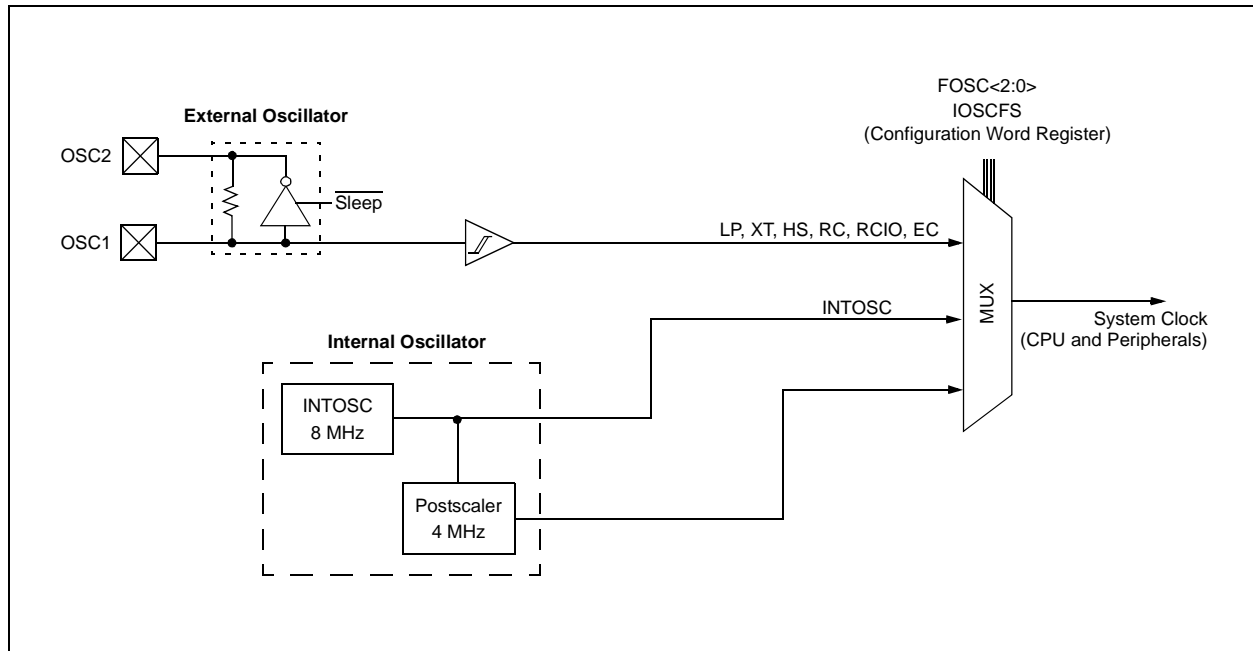 FOSC<2:0>
IOSCFS
(Configuration Word Register)
External Oscillator
OSC2
Sleep
OSC1
LP, XT, HS, RC, RCIO, EC
MUX
INTOSC
System Clock
(CPU and Peripherals)
Internal Oscillator
INTOSC
8 MHz
Postscaler
4 MHz